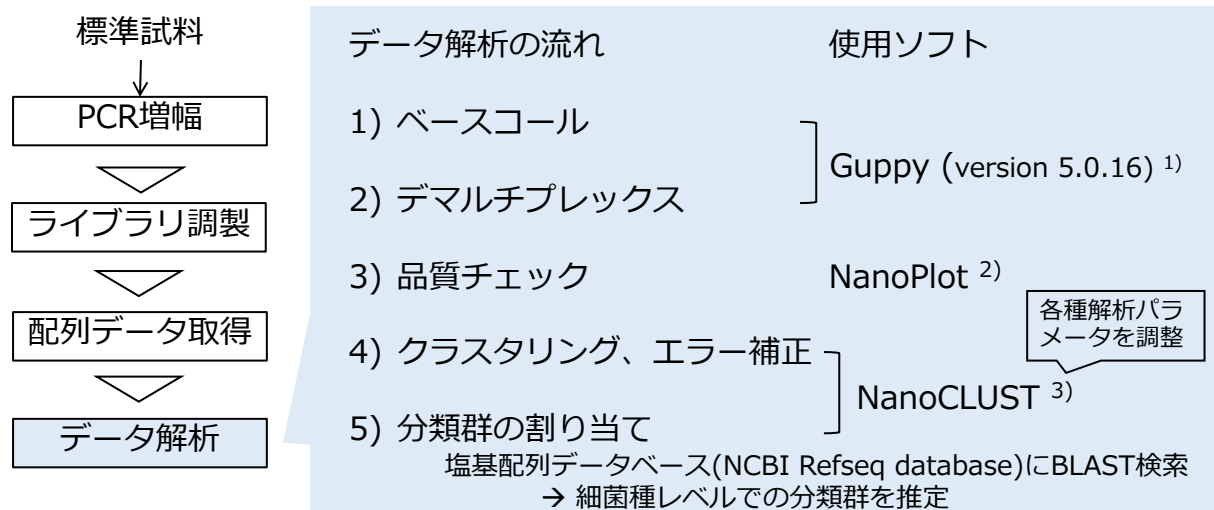 標準試料
PCR増幅
ライブラリ調製
配列データ取得
データ解析
データ解析の流れ 使用ソフト
1) ベースコール
2) デマルチプレックス
Guppy (version 5.0.16) 1)
3) 品質チェック NanoPlot 2)
各種解析パラ
メータを調整
4) クラスタリング、エラー補正
5) 分類群の割り当て
NanoCLUST 3)
塩基配列データベース(NCBI Refseq database)にBLAST検索
→ 細菌種レベルでの分類群を推定